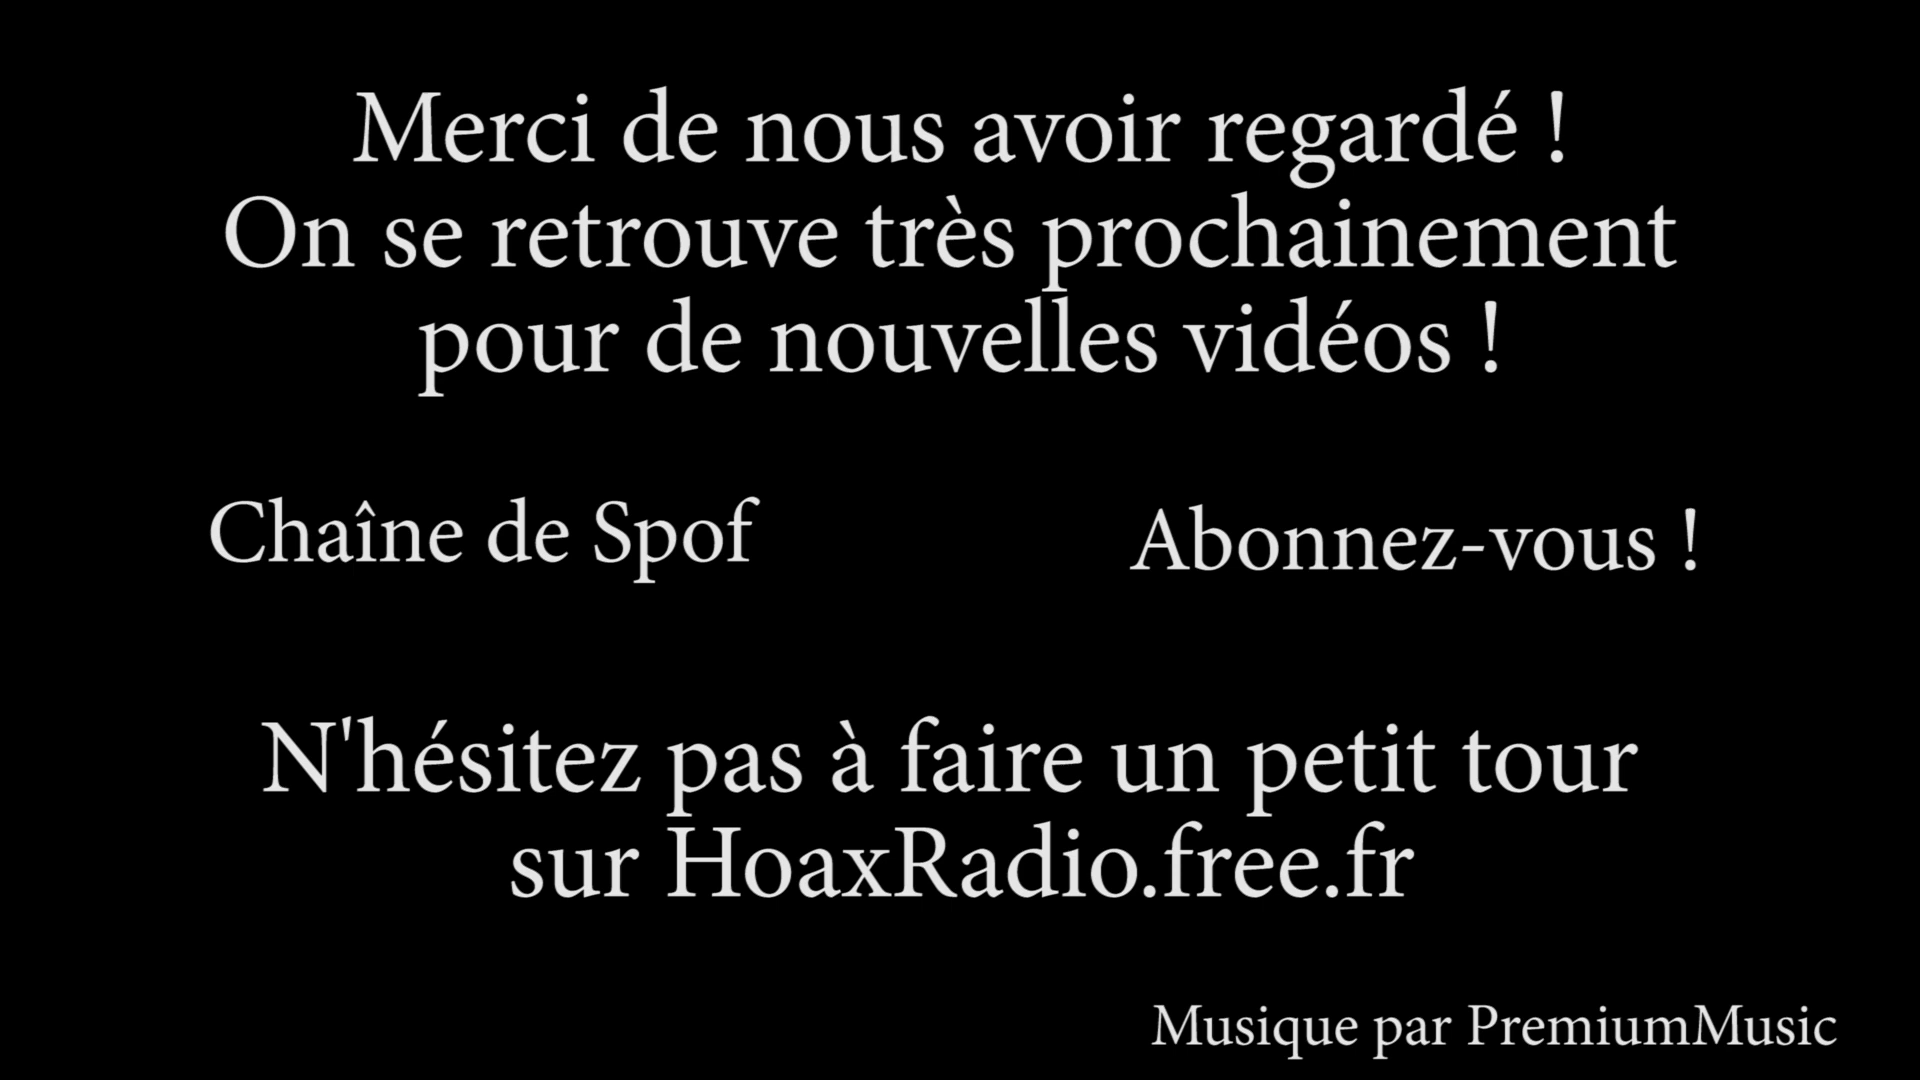 Merci de nous avoir regardé !
On se retrouve très prochainement
pour de nouvelles vidéos !
Chaîne de Spof
Abonnez-vous !
N'hésitez pas à faire un petit tour
sur HoaxRadio.free.fr
Musique par PremiumMusic